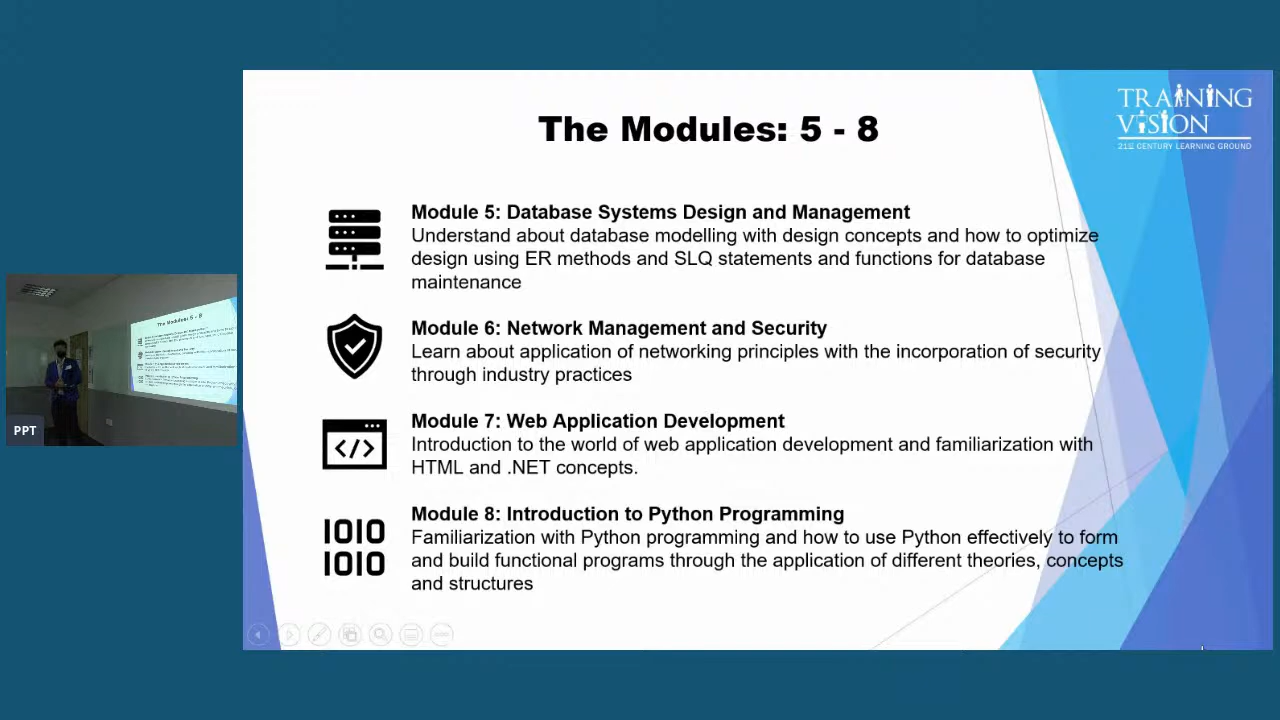 TRAINING
VISION
21ST CENTURY LEARNING GROUND
The Modules: 5 - 8
Module 5: Database Systems Design and Management
Understand about database modelling with design concepts and how to optimize
design using ER methods and SLQ statements and functions for database
maintenance
Module 6: Network Management and Security
Learn about application of networking principles with the incorporation of security
through industry practices
Module 7: Web Application Development
Introduction to the world of web application development and familiarization with
HTML and .NET concepts.
1010
1010
Module 8: Introduction to Python Programming
Familiarization with Python programming and how to use Python effectively to form
and build functional programs through the application of different theories, concepts
and structures
The Modules: 5 - 8
PPT